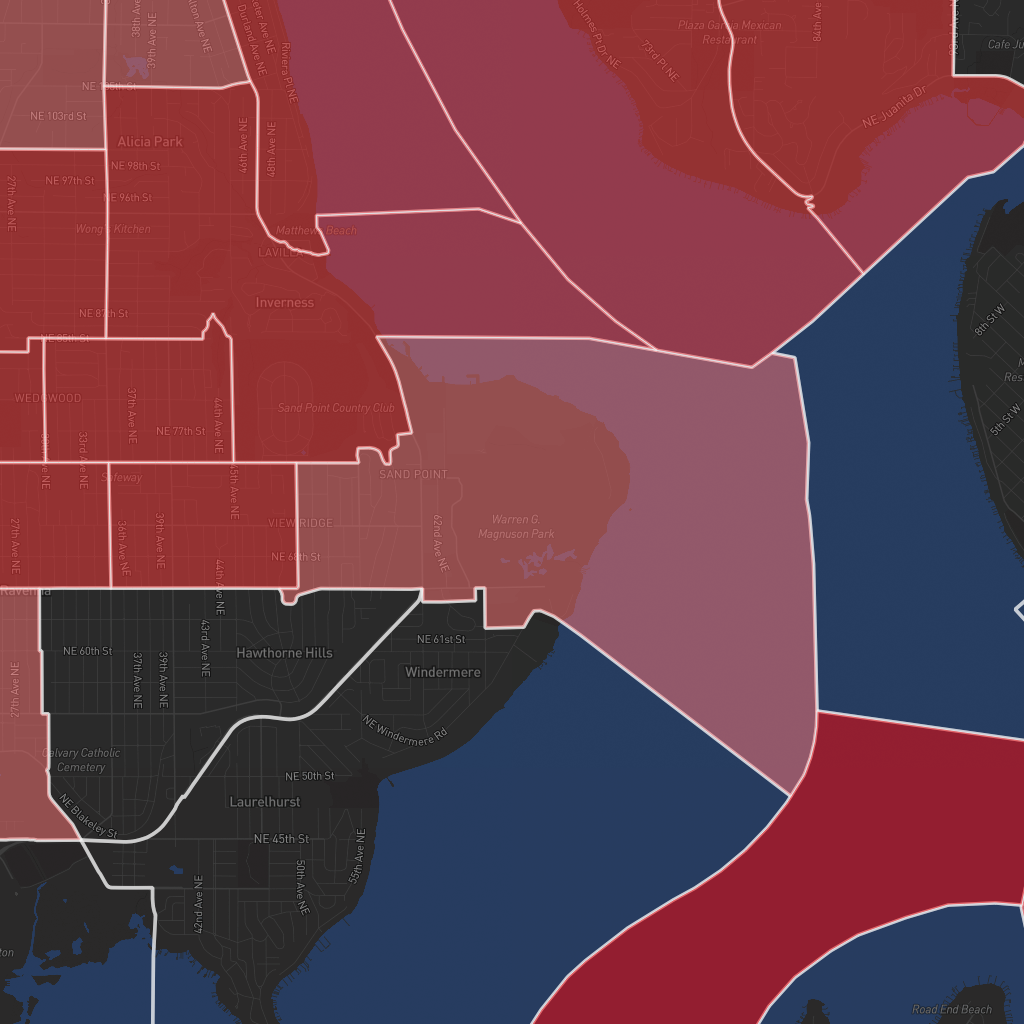 38th Ave NE
39th Ave NE
Durland Ave NE
Riviera Pl NE
Holmes Pt Dr NE
73rd Pl NE
Plaza Garcia Mexican
Restaurant
84th Ave
NE Juanita Dr
NE 103rd St
Alicia Park
46th Ave NE
48th Ave NE
NE 98th St
NE 97th St
NE 96th St
27th Ave NE
Wong's Kitchen
Matthews Beach
Inverness
NE 87th St
NE 85th St
8th St W
5th St W
WEDGWOOD
37th Ave NE
44th Ave NE
Sand Point Country Club
NE 77th St
33rd Ave NE
Safeway
45th Ave NE
SAND POINT
27th Ave NE
36th Ave NE
39th Ave NE
VIEW RIDGE
62nd Ave NE
Warren G.
Magnuson Park
NE 68th St
44th Ave NE
Ravenna
NE 60th St
43rd Ave NE
Hawthorne Hills
NE 61st St
Windermere
27th Ave NE
37th Ave NE
39th Ave NE
NE Windermere Rd
Calvary Catholic
Cemetery
NE 50th St
Laurelhurst
NE Blakeley St
NE 45th St
55th Ave NE
50th Ave NE
42nd Ave NE
Road End Beach